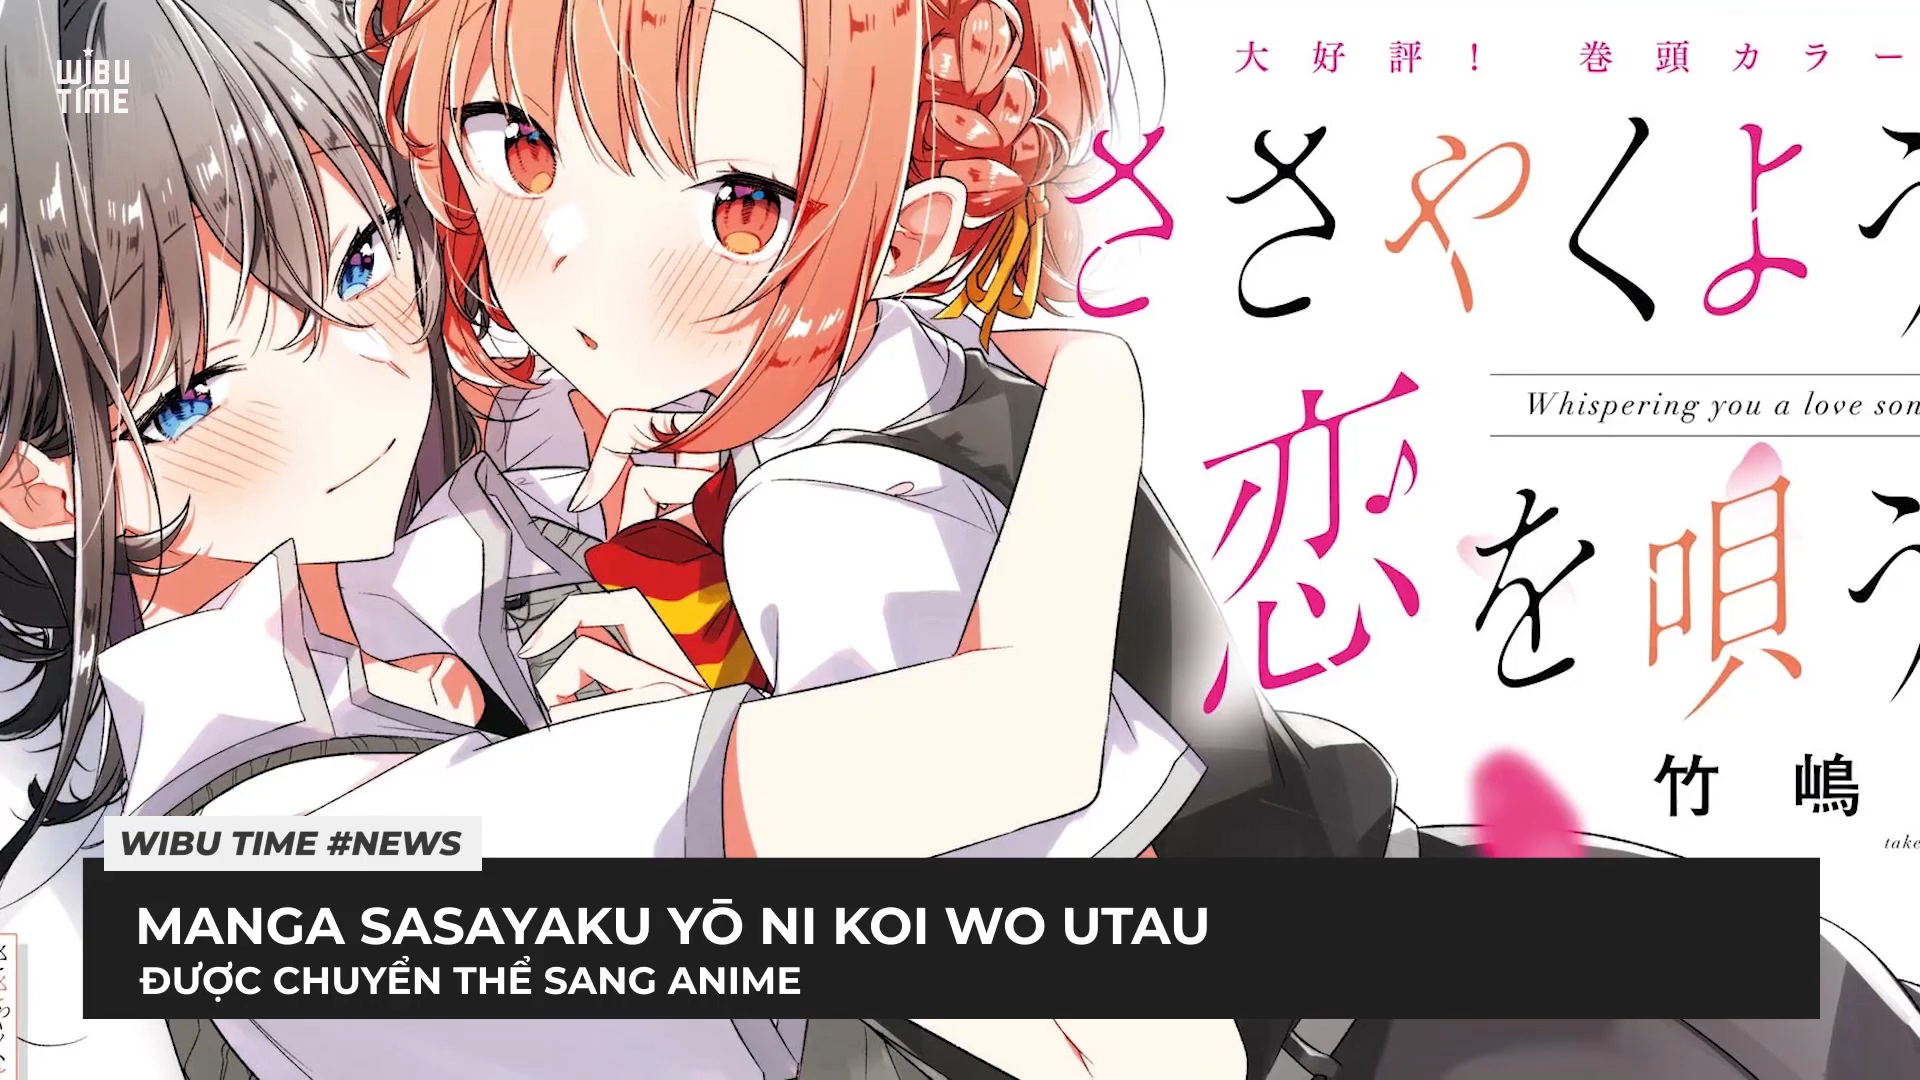 WIBU
TIME
大好評！ 巻頭カラー
ささやくよう
恋を唄う
Whispering you a love son
竹嶋
take
WIBU TIME #NEWS
MANGA SASAYAKU YŌ NI KOI WO UTAU
ĐƯỢC CHUYỂN THỂ SANG ANIME